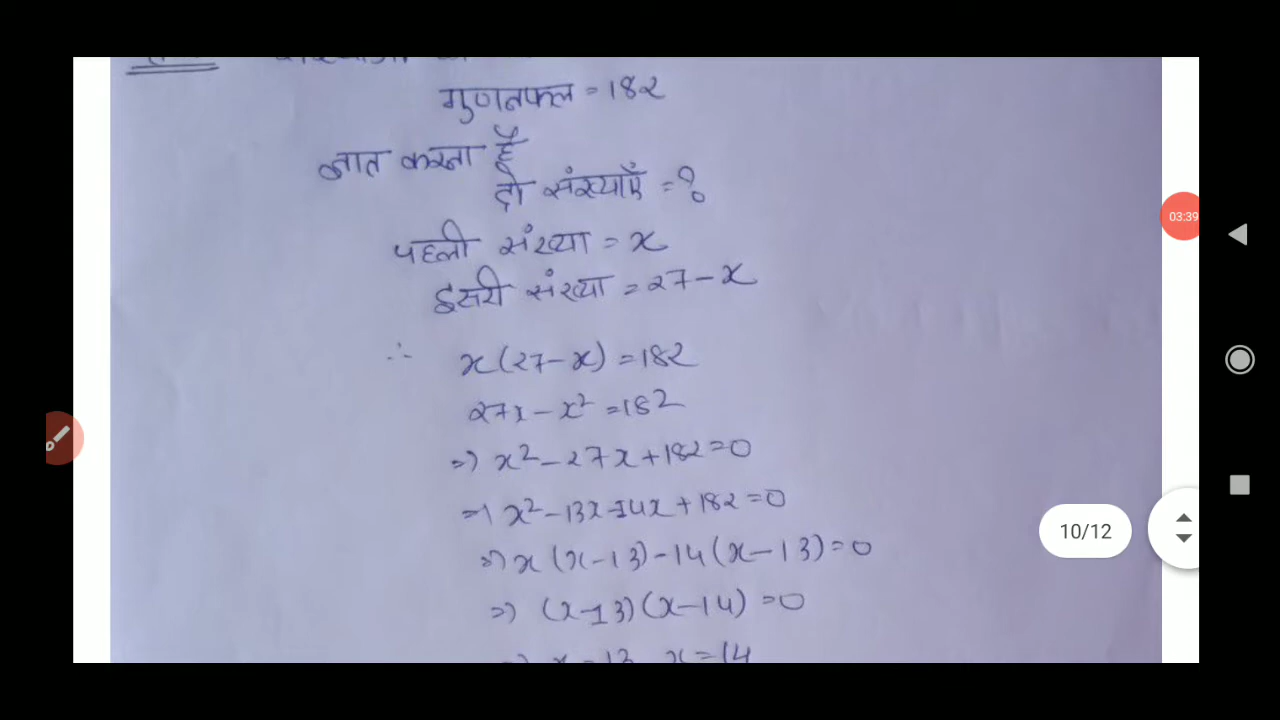 गुणनफल = 182
ज्ञात करना है
दो संख्याएँ = ?
पहली संख्या = x
दूसरी संख्या = 27 - x
∴ x(27 - x) = 182
27x - x² = 182
⇒ x² - 27x + 182 = 0
⇒ x² - 13x - 14x + 182 = 0
⇒ x (x - 13) - 14 (x - 13) = 0
⇒ (x - 13) (x - 14) = 0
x = 14
03:39
10/12